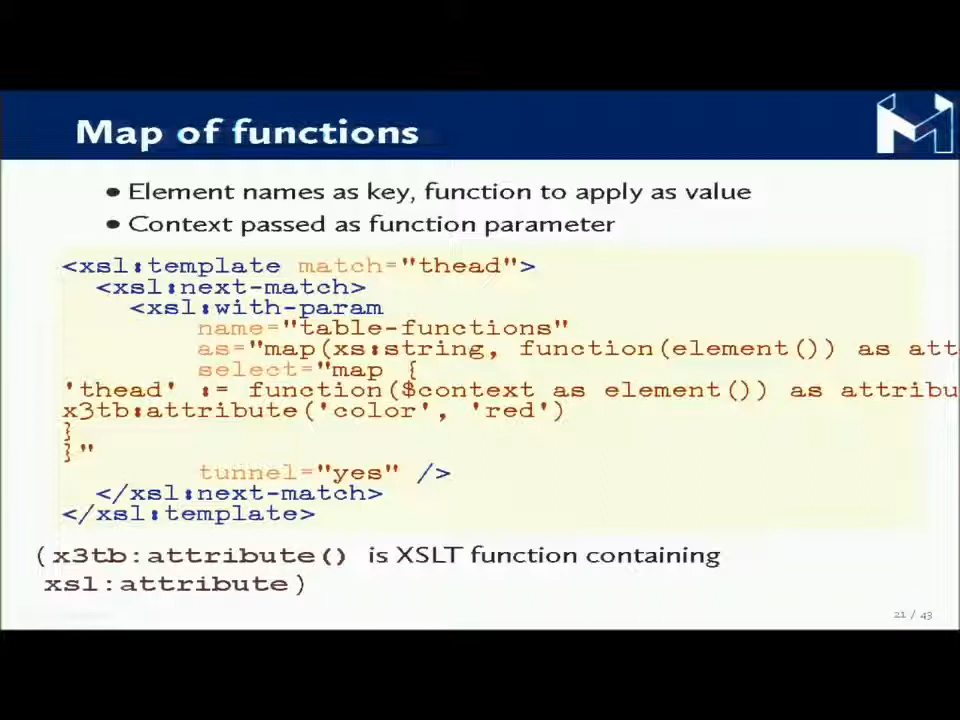 Map of functions
● Element names as key, function to apply as value
● Context passed as function parameter
<xsl:template match="thead">
<xsl:next-match>
<xsl:with-param
name="table-functions"
as="map(xs:string, function(element()) as att
select="map {
'thead' := function($context as element()) as attribu
x3tb:attribute('color', 'red')
}
}"
tunnel="yes" />
</xsl:next-match>
</xsl:template>
(x3tb:attribute() is XSLT function containing
xsl:attribute)
21 / 43